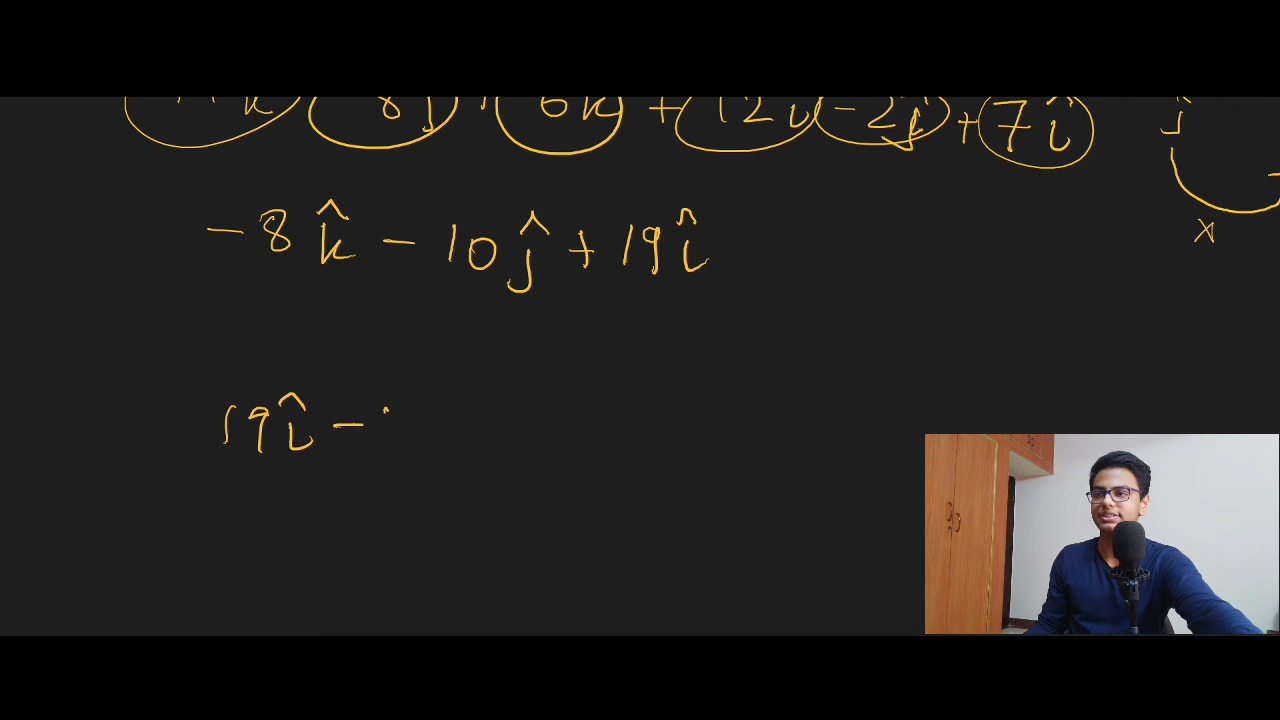 8ĵ + 6k̂ + 12î - 2ĵ + 7î ĵ
-8k̂ - 10ĵ + 19î
x
19î -